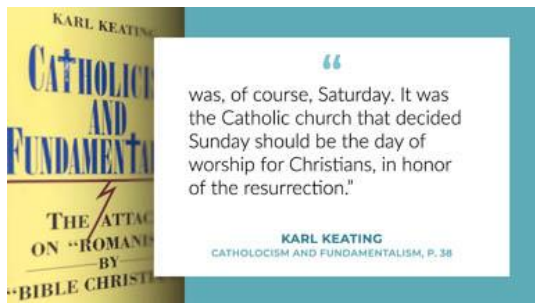 KARL KEATING
CATHOLICI
AND
FUNDAMENTA
THE ATTAC
ON "ROMANIS
BY
"BIBLE CHRISTI
“
was, of course, Saturday. It was
the Catholic church that decided
Sunday should be the day of
worship for Christians, in honor
of the resurrection."
KARL KEATING
CATHOLOCISM AND FUNDAMENTALISM, P. 38